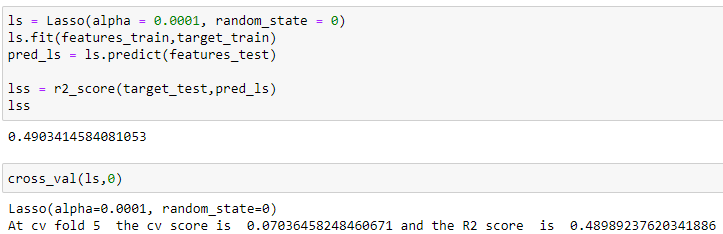 ls = Lasso(alpha = 0.0001, random_state = 0)
ls.fit(features_train,target_train)
pred_ls = ls.predict(features_test)
lss = r2_score(target_test,pred_ls)
lss
0.4903414584081053
cross_val(ls,0)
Lasso(alpha=0.0001, random_state=0)
At cv fold 5  the cv score is  0.07036458248460671 and the R2 score  is  0.48989237620341886